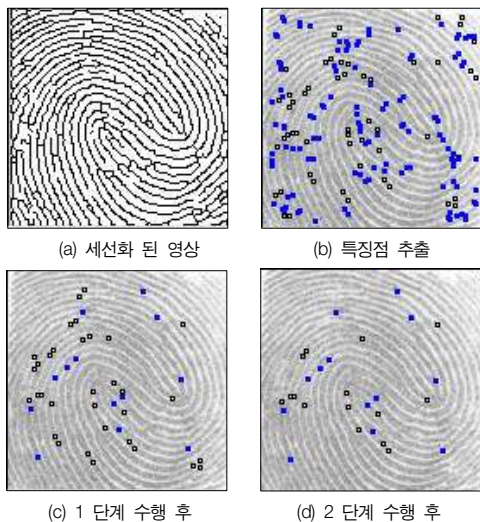 (a) 세선화 된 영상
(b) 특징점 추출
(c) 1 단계 수행 후
(d) 2 단계 수행 후